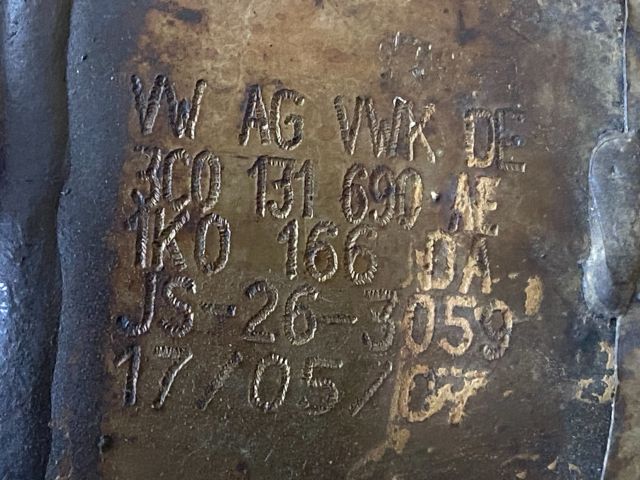 VW AG VWK DE
3C0 131 690 AE
1K0 166 DA
JS-26-3059
17/05/07